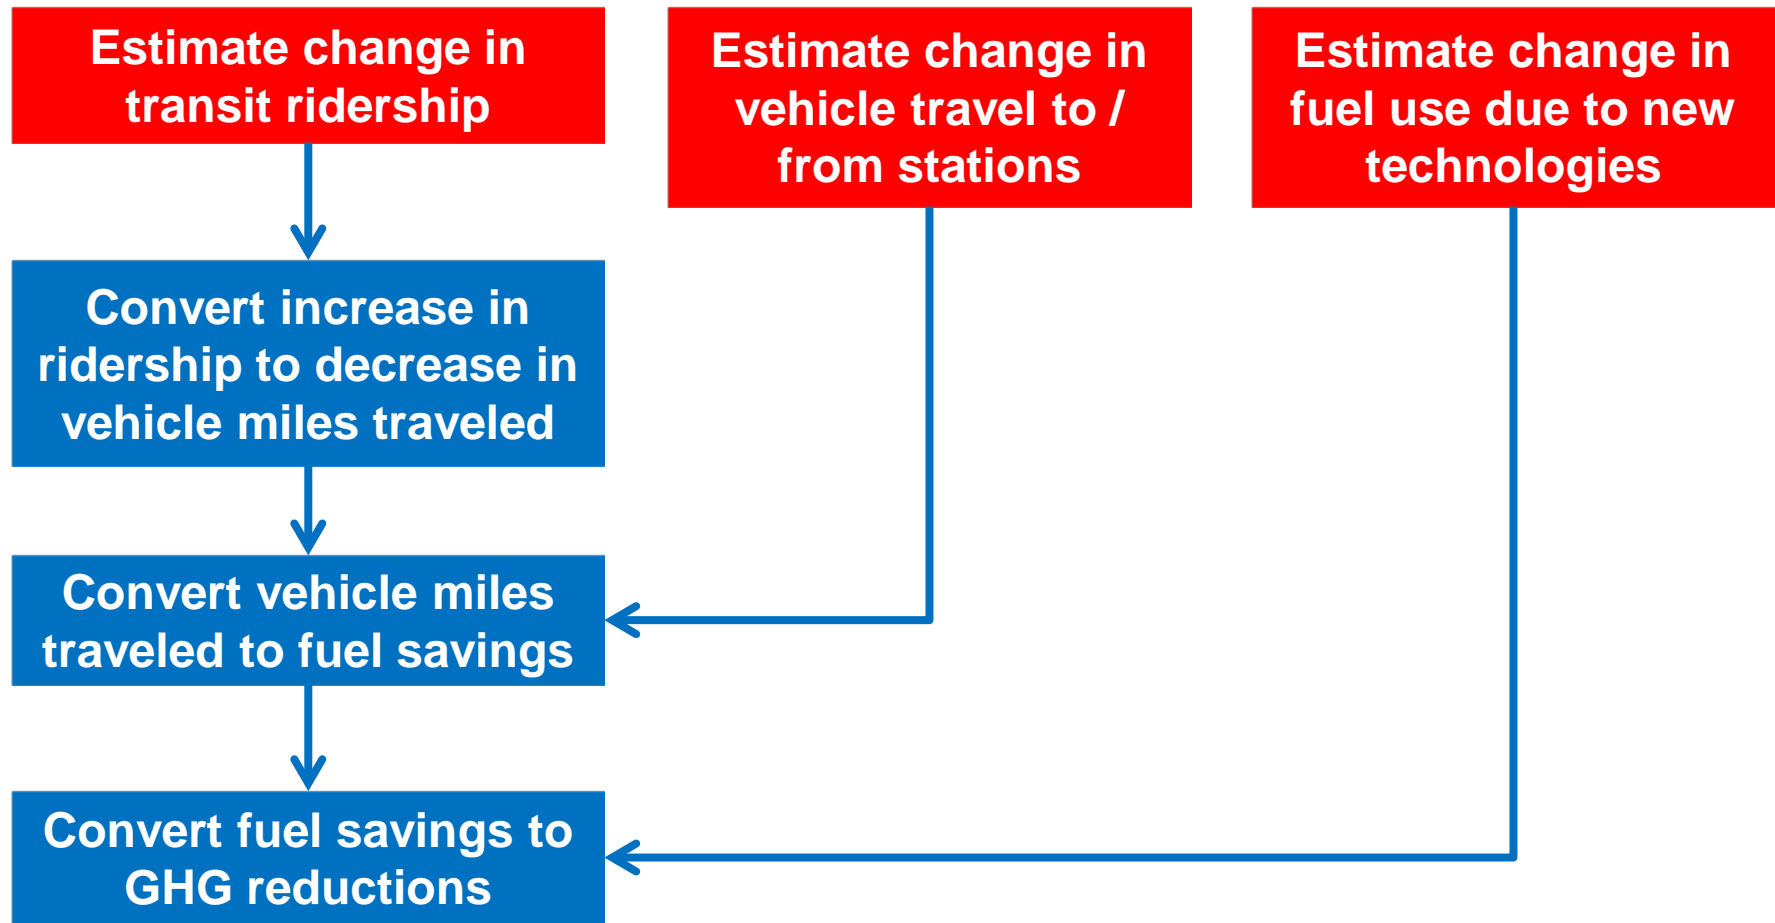 Estimate change in
transit ridership
Estimate change in
vehicle travel to /
from stations
Estimate change in
fuel use due to new
technologies
Convert increase in
ridership to decrease in
vehicle miles traveled
Convert vehicle miles
traveled to fuel savings
Convert fuel savings to
GHG reductions